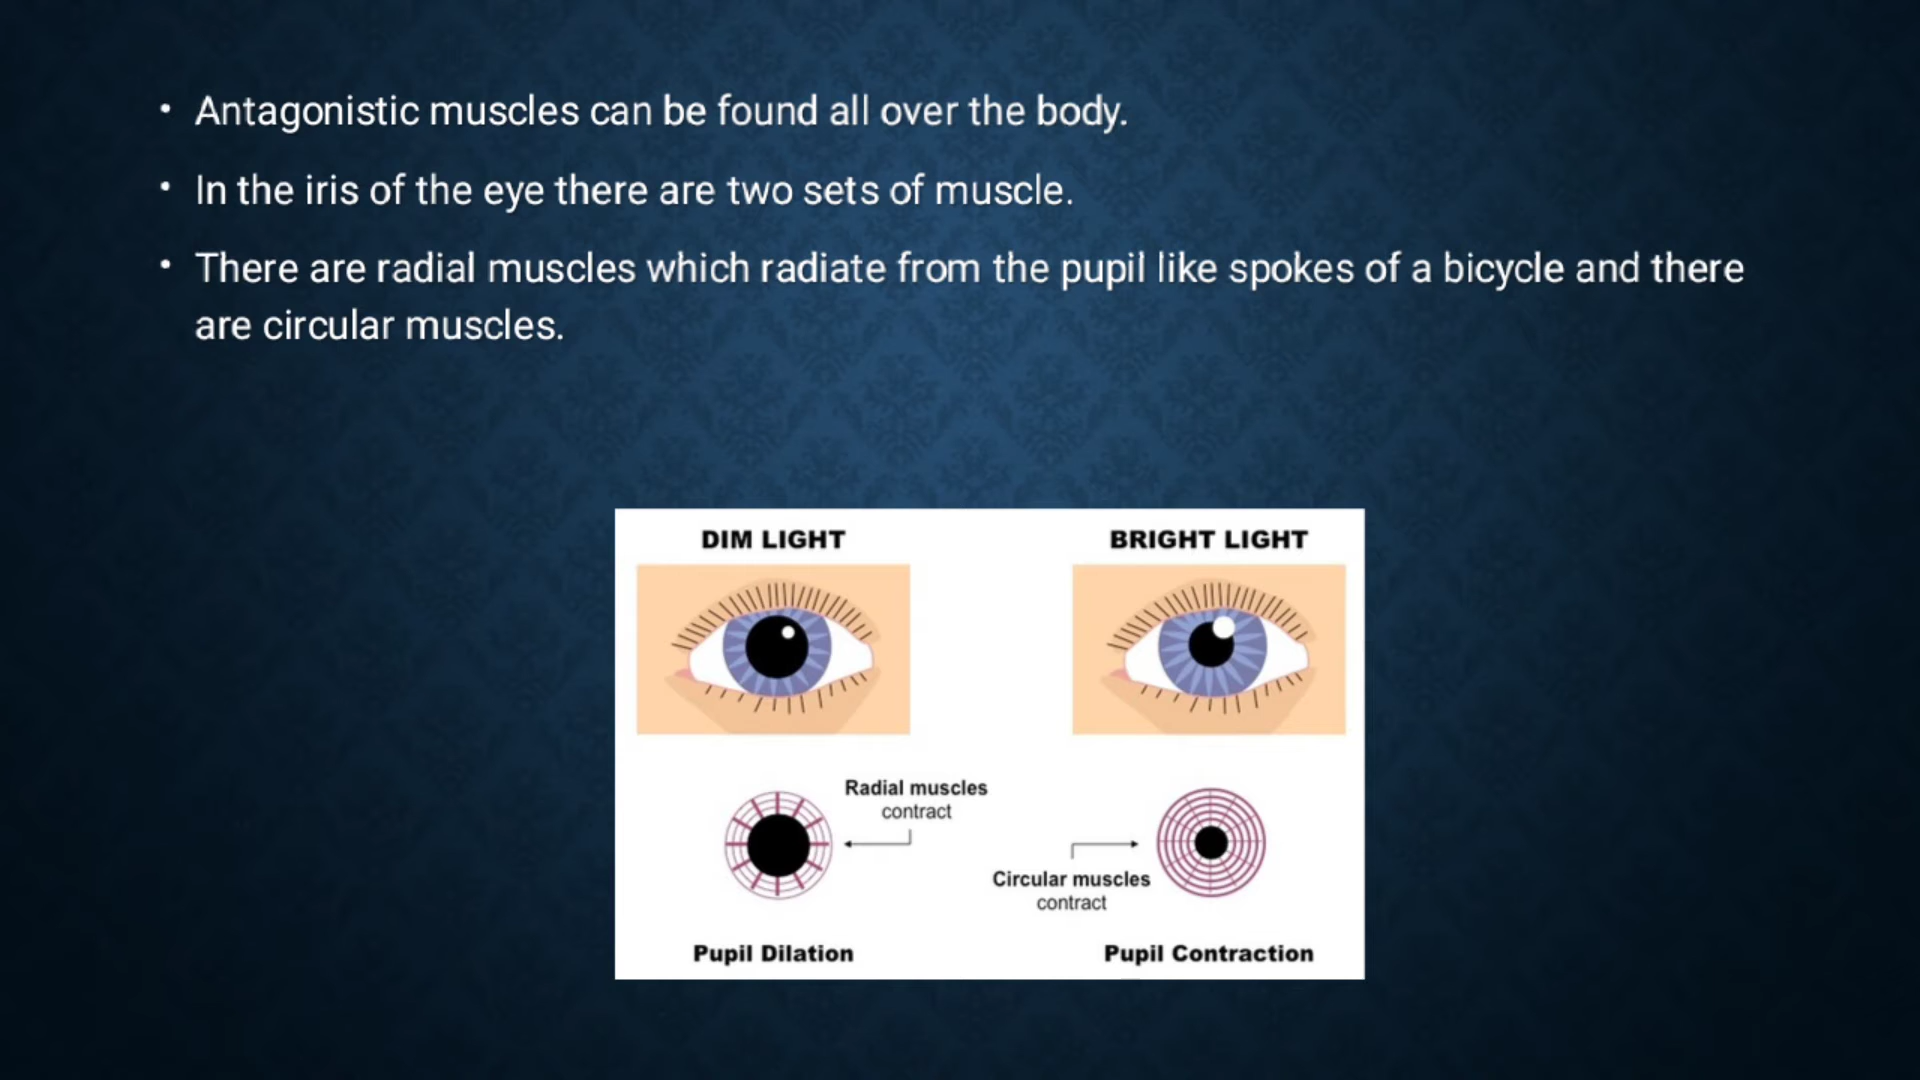 • Antagonistic muscles can be found all over the body.
• In the iris of the eye there are two sets of muscle.
• There are radial muscles which radiate from the pupil like spokes of a bicycle and there
are circular muscles.
DIM LIGHT
BRIGHT LIGHT
Radial muscles
contract
Circular muscles
contract
Pupil Dilation
Pupil Contraction